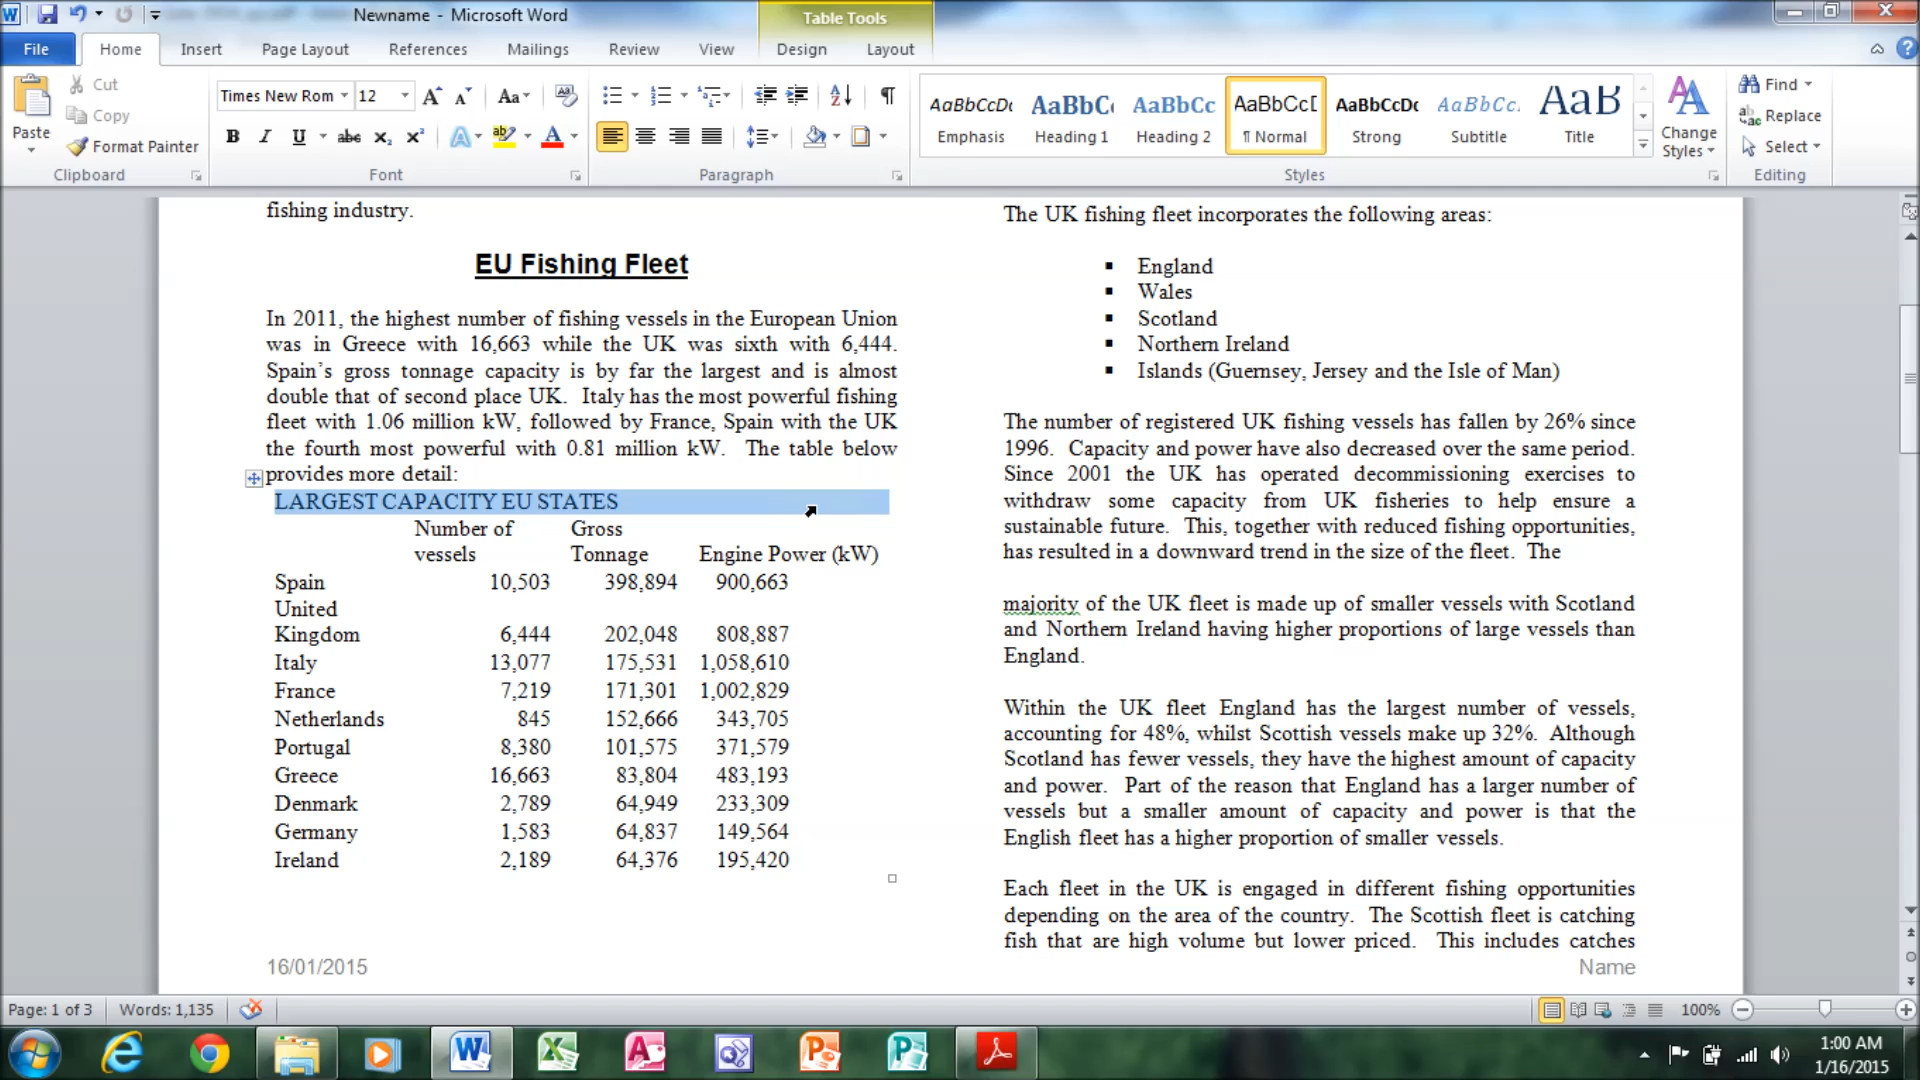 Newname - Microsoft Word
Table Tools
File Home Insert Page Layout References Mailings Review View Design Layout
Paste
Cut
Copy
Format Painter
Clipboard
Times New Rom 12
Font
Paragraph
AaBbCcDc AaBbC AaBbCc AaBbCcD AaBbCcDc AaBbCc. AaB
Emphasis Heading 1 Heading 2 ¶ Normal Strong Subtitle Title
Change Styles
Styles
Find
Replace
Select
Editing
fishing industry.
EU Fishing Fleet
In 2011, the highest number of fishing vessels in the European Union
was in Greece with 16,663 while the UK was sixth with 6,444.
Spain's gross tonnage capacity is by far the largest and is almost
double that of second place UK. Italy has the most powerful fishing
fleet with 1.06 million kW, followed by France, Spain with the UK
the fourth most powerful with 0.81 million kW. The table below
provides more detail:
LARGEST CAPACITY EU STATES
Number of vessels Gross Tonnage Engine Power (kW)
Spain 10,503 398,894 900,663
United
Kingdom 6,444 202,048 808,887
Italy 13,077 175,531 1,058,610
France 7,219 171,301 1,002,829
Netherlands 845 152,666 343,705
Portugal 8,380 101,575 371,579
Greece 16,663 83,804 483,193
Denmark 2,789 64,949 233,309
Germany 1,583 64,837 149,564
Ireland 2,189 64,376 195,420
16/01/2015
The UK fishing fleet incorporates the following areas:
▪ England
▪ Wales
▪ Scotland
▪ Northern Ireland
▪ Islands (Guernsey, Jersey and the Isle of Man)
The number of registered UK fishing vessels has fallen by 26% since
1996. Capacity and power have also decreased over the same period.
Since 2001 the UK has operated decommissioning exercises to
withdraw some capacity from UK fisheries to help ensure a
sustainable future. This, together with reduced fishing opportunities,
has resulted in a downward trend in the size of the fleet. The
majority of the UK fleet is made up of smaller vessels with Scotland
and Northern Ireland having higher proportions of large vessels than
England.
Within the UK fleet England has the largest number of vessels,
accounting for 48%, whilst Scottish vessels make up 32%. Although
Scotland has fewer vessels, they have the highest amount of capacity
and power. Part of the reason that England has a larger number of
vessels but a smaller amount of capacity and power is that the
English fleet has a higher proportion of smaller vessels.
Each fleet in the UK is engaged in different fishing opportunities
depending on the area of the country. The Scottish fleet is catching
fish that are high volume but lower priced. This includes catches
Name
Page: 1 of 3 Words: 1,135 100%
1:00 AM
1/16/2015